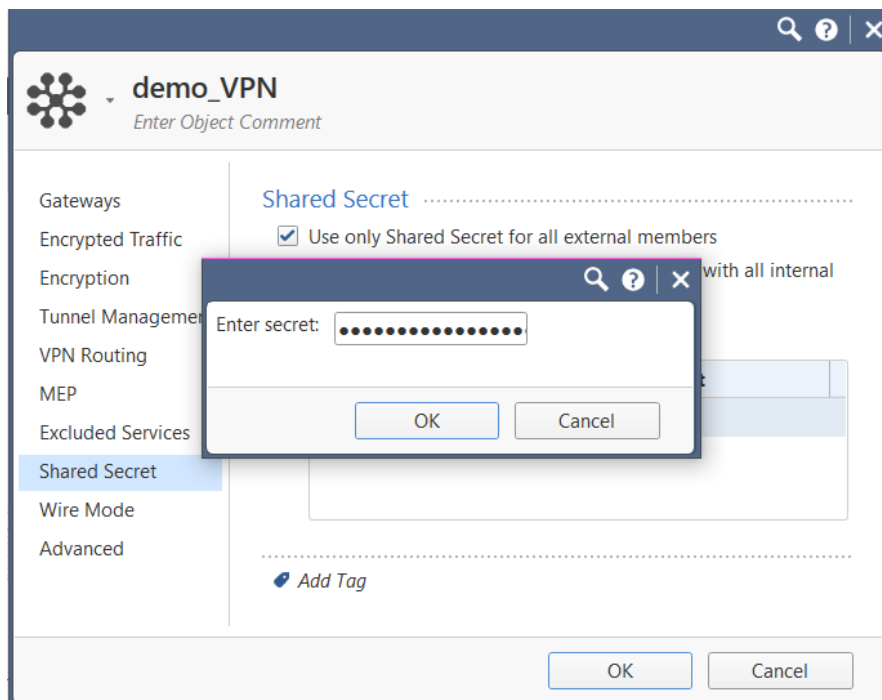 demo_VPN
Enter Object Comment
Gateways
Encrypted Traffic
Encryption
Tunnel
VPN Routing
MEP
Excluded Services
Shared Secret
Wire Mode
Advanced
Shared Secret
Use only Shared Secret for all external members
with all internal
Enter secret: ●●●●●●●●●●●●●●●●
OK Cancel
Add Tag
OK Cancel